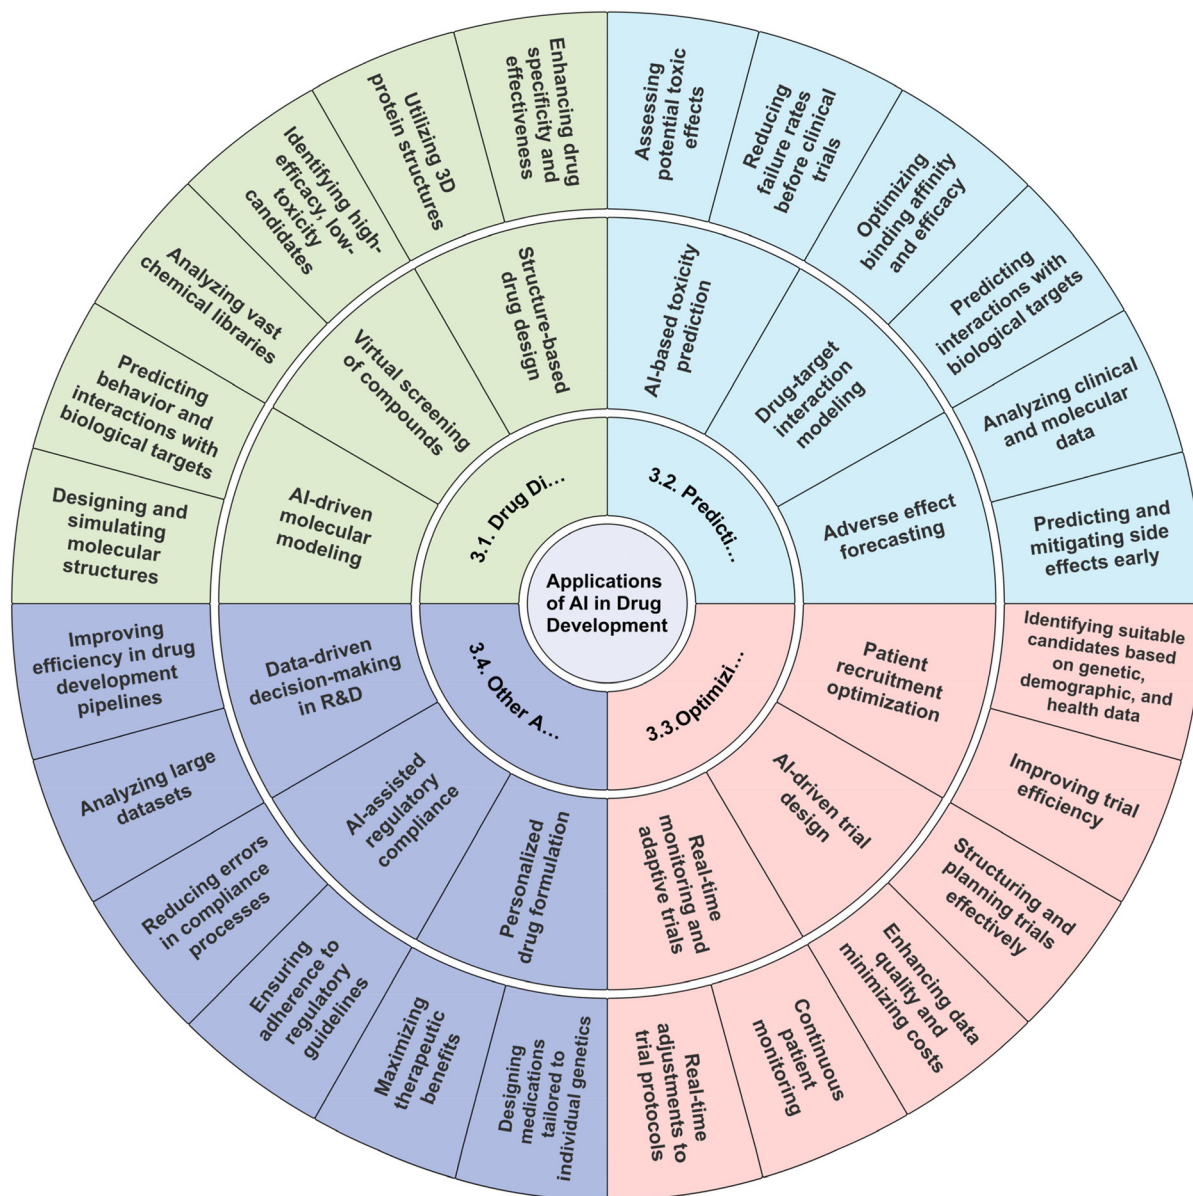 Applications
of AI in Drug
Development
3.1. Drug Di...
AI-driven
molecular
modeling
Designing and
simulating
molecular
structures
Predicting
behavior and
interactions with
biological targets
Virtual screening
of compounds
Analyzing vast
chemical libraries
Identifying high-
efficacy, low-
toxicity
candidates
Structure-based
drug design
Utilizing 3D
protein structures
Enhancing drug
specificity and
effectiveness
3.2. Predicti...
AI-based toxicity
prediction
Assessing
potential toxic
effects
Reducing
failure rates
before clinical
trials
Drug-target
interaction
modeling
Optimizing
binding affinity
and efficacy
Predicting
interactions with
biological targets
Adverse effect
forecasting
Analyzing clinical
and molecular
data
Predicting and
mitigating side
effects early
3.3.Optimizi...
Patient
recruitment
optimization
Identifying suitable
candidates based
on genetic,
demographic, and
health data
Improving trial
efficiency
AI-driven trial
design
Structuring and
planning trials
effectively
Enhancing data
quality and
minimizing costs
Real-time
monitoring and
adaptive trials
Continuous
patient
monitoring
Real-time
adjustments to
trial protocols
3.4. Other A...
Personalized
drug formulation
Designing
medications
tailored to
individual genetics
Maximizing
therapeutic
benefits
AI-assisted
regulatory
compliance
Ensuring
adherence to
regulatory
guidelines
Reducing errors
in compliance
processes
Data-driven
decision-making
in R&D
Analyzing large
datasets
Improving
efficiency in drug
development
pipelines